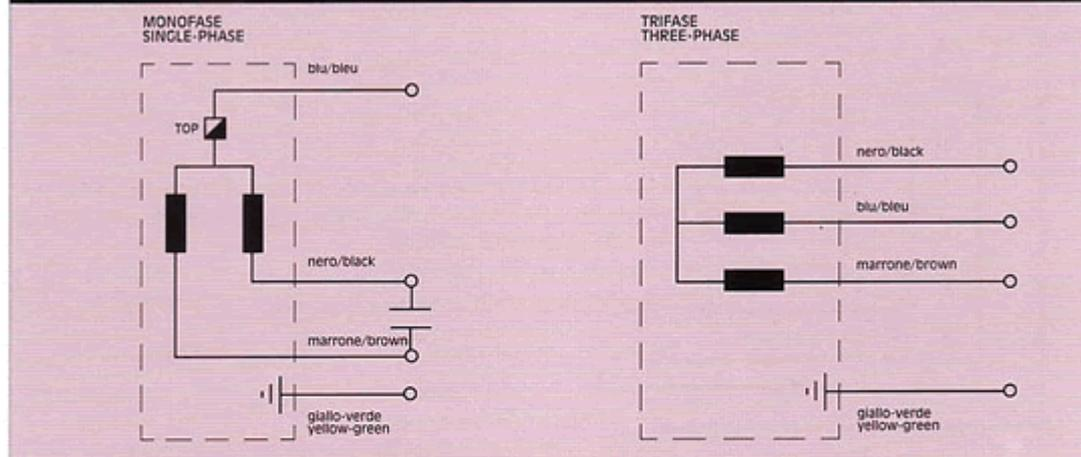 MONOFASE
SINGLE-PHASE
blu/bleu
TOP
nero/black
marrone/brown
giallo-verde
yellow-green
TRIFASE
THREE-PHASE
nero/black
blu/bleu
marrone/brown
giallo-verde
yellow-green